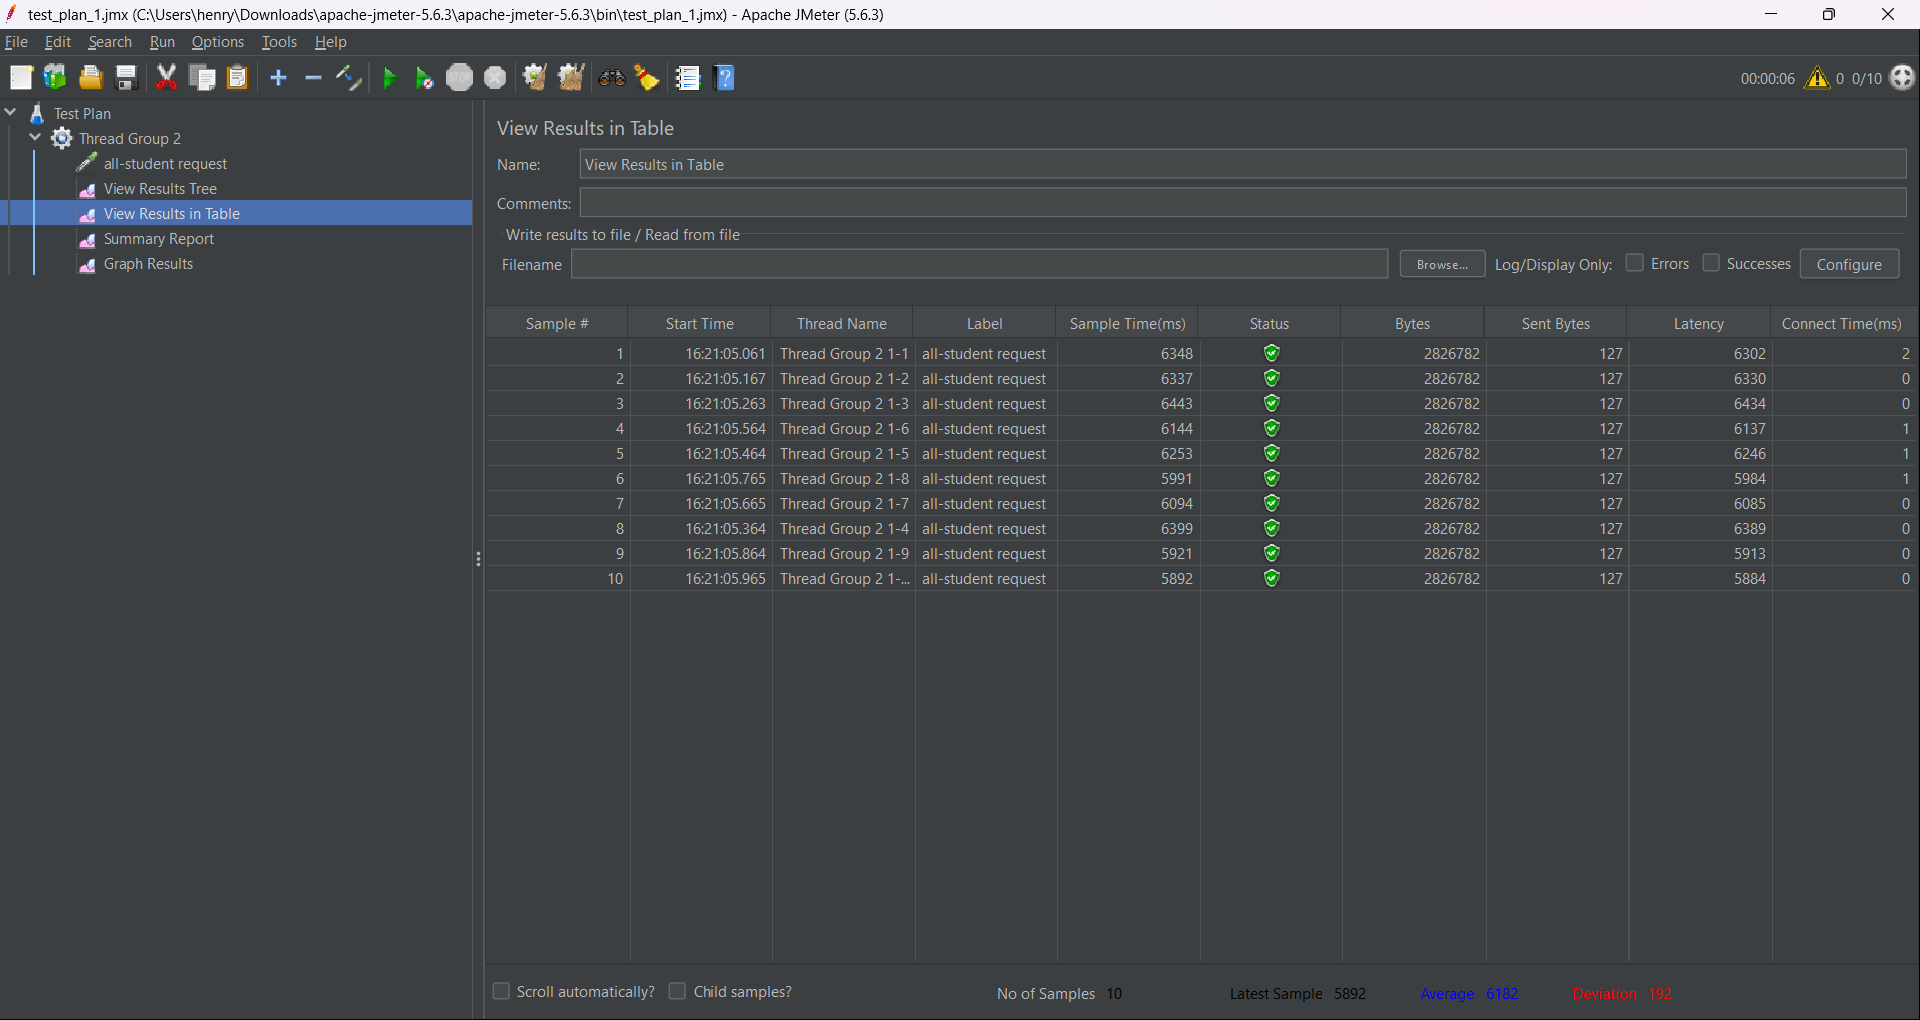 test_plan_1.jmx (C:\Users\henry\Downloads\apache-jmeter-5.6.3\apache-jmeter-5.6.3\bin\test_plan_1.jmx) - Apache JMeter (5.6.3)
File Edit Search Run Options Tools Help
STOP 00:00:06 0 0/10
Test Plan
Thread Group 2
all-student request
View Results Tree
View Results in Table
Summary Report
Graph Results
View Results in Table
Name: View Results in Table
Comments:
Write results to file / Read from file
Filename Browse... Log/Display Only: Errors Successes Configure
Sample # Start Time Thread Name Label Sample Time(ms) Status Bytes Sent Bytes Latency Connect Time(ms)
1 16:21:05.061 Thread Group 2 1-1 all-student request 6348 2826782 127 6302 2
2 16:21:05.167 Thread Group 2 1-2 all-student request 6337 2826782 127 6330 0
3 16:21:05.263 Thread Group 2 1-3 all-student request 6443 2826782 127 6434 0
4 16:21:05.564 Thread Group 2 1-6 all-student request 6144 2826782 127 6137 1
5 16:21:05.464 Thread Group 2 1-5 all-student request 6253 2826782 127 6246 1
6 16:21:05.765 Thread Group 2 1-8 all-student request 5991 2826782 127 5984 1
7 16:21:05.665 Thread Group 2 1-7 all-student request 6094 2826782 127 6085 0
8 16:21:05.364 Thread Group 2 1-4 all-student request 6399 2826782 127 6389 0
9 16:21:05.864 Thread Group 2 1-9 all-student request 5921 2826782 127 5913 0
10 16:21:05.965 Thread Group 2 1-... all-student request 5892 2826782 127 5884 0
Scroll automatically? Child samples? No of Samples 10 Latest Sample 5892 Average 6182 Deviation 192